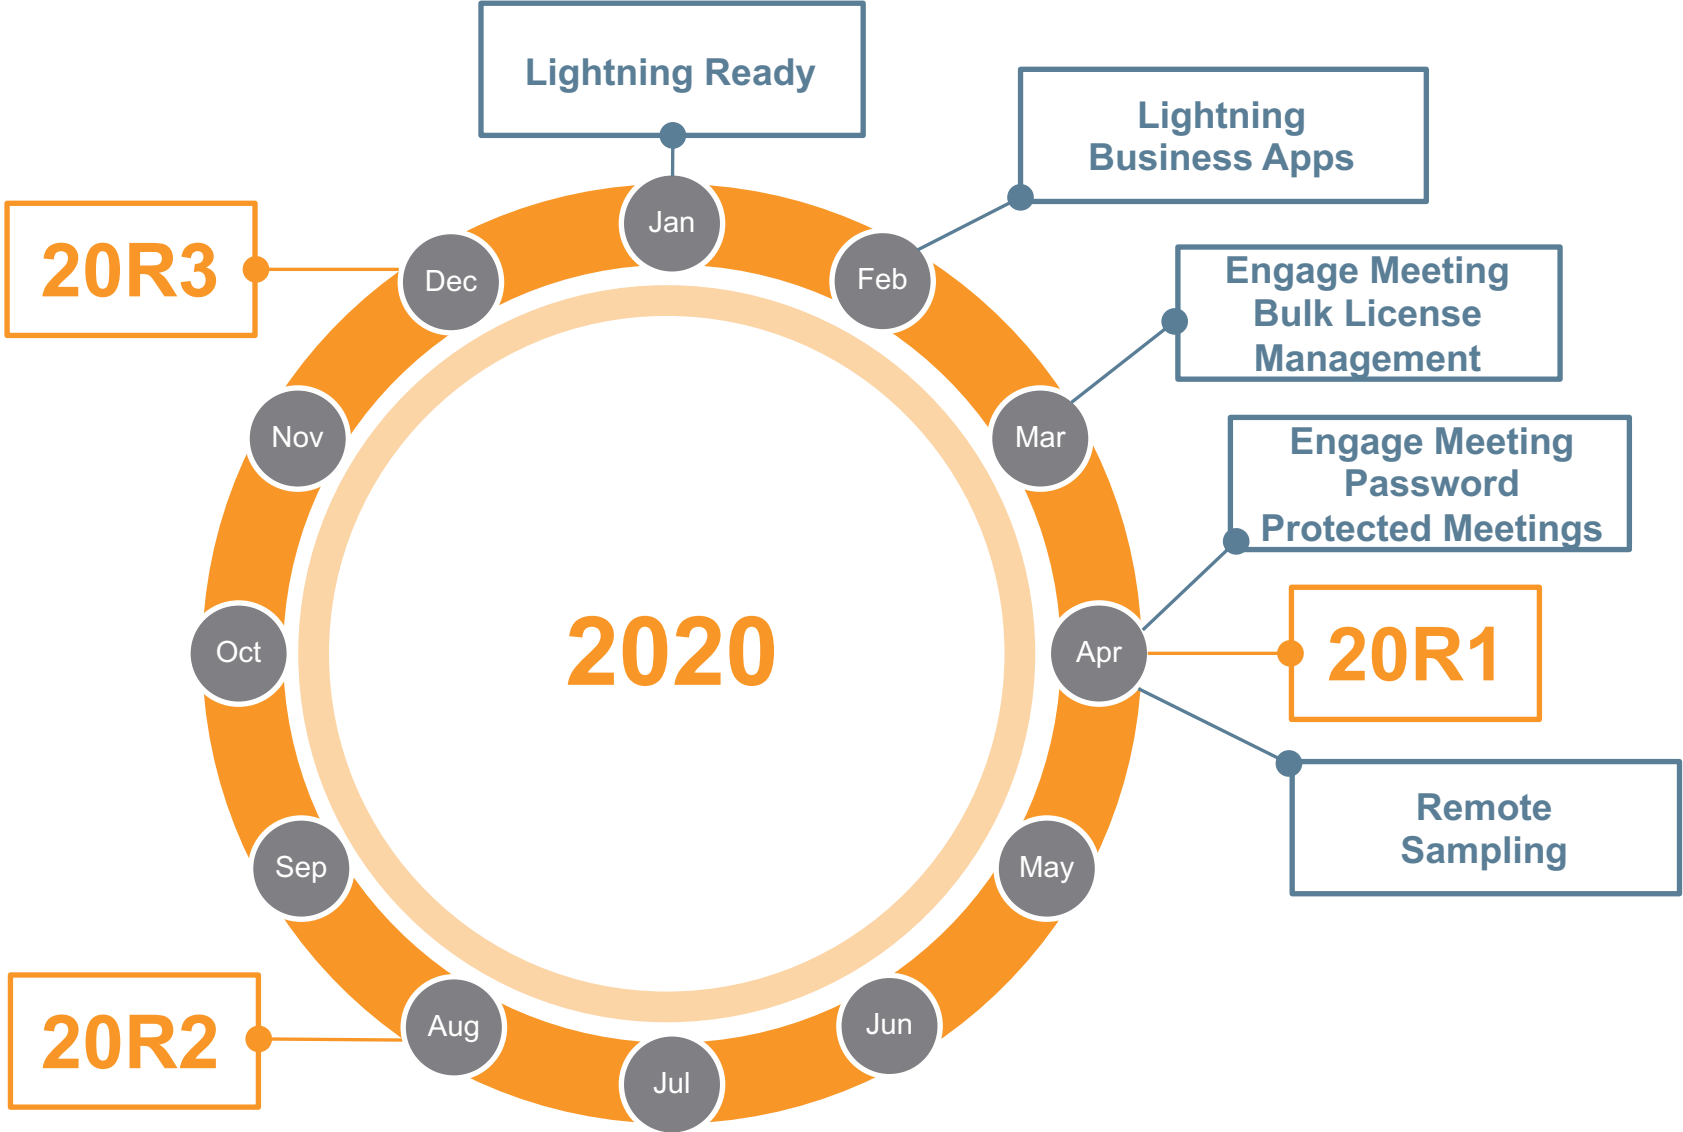 Lightning Ready
Lightning
Business Apps
Engage Meeting
Bulk License
Management
Engage Meeting
Password
Protected Meetings
20R1
Remote
Sampling
20R2
20R3
Jan
Feb
Mar
Apr
May
Jun
Jul
Aug
Sep
Oct
Nov
Dec
2020